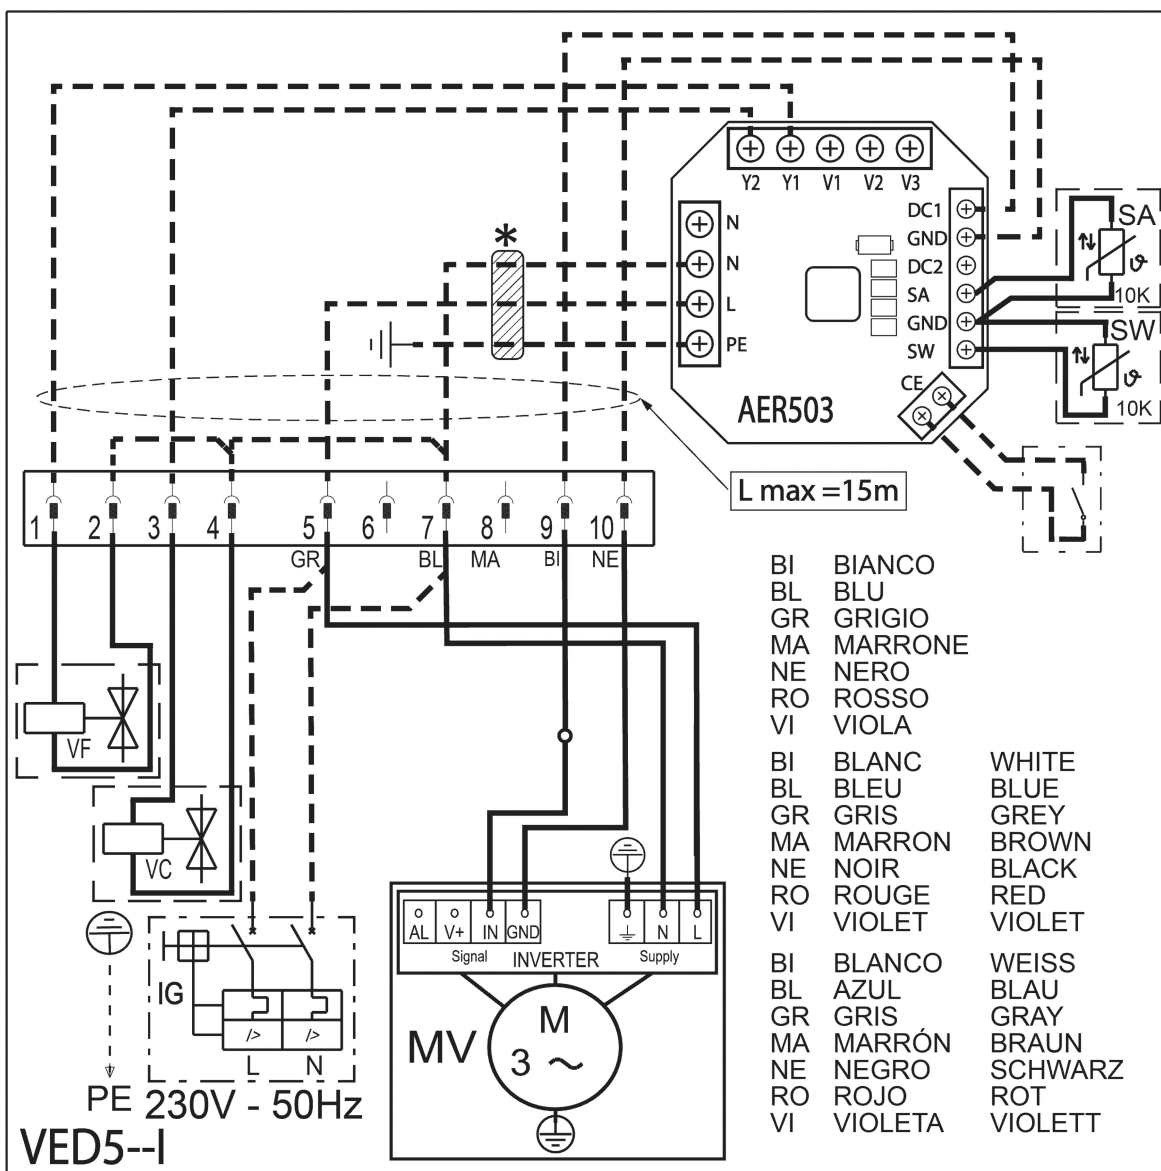 *
Y2 Y1 V1 V2 V3
N
N
L
PE
DC1
GND
DC2
SA
GND
SW
CE
AER503
SA
10K
SW
10K
L max =15m
1 2 3 4 5 6 7 8 9 10
GR BL MA BI NE
VF
VC
IG
/> />
L N
PE 230V - 50Hz
VED5--I
AL V+ IN GND N L
Signal INVERTER Supply
MV
M
3 ~
BI BIANCO
BL BLU
GR GRIGIO
MA MARRONE
NE NERO
RO ROSSO
VI VIOLA
BI BLANC WHITE
BL BLEU BLUE
GR GRIS GREY
MA MARRON BROWN
NE NOIR BLACK
RO ROUGE RED
VI VIOLET VIOLET
BI BLANCO WEISS
BL AZUL BLAU
GR GRIS GRAY
MA MARRÓN BRAUN
NE NEGRO SCHWARZ
RO ROJO ROT
VI VIOLETA VIOLETT